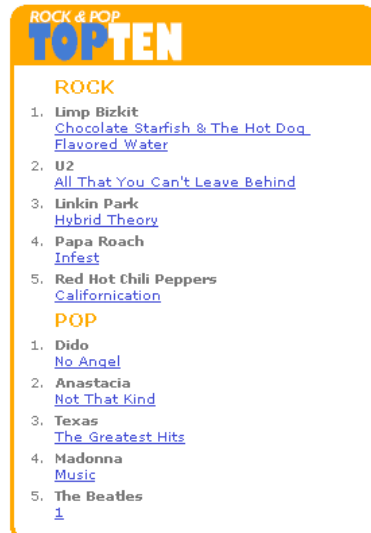 ROCK & POP
TOPTEN
ROCK
1. Limp Bizkit
Chocolate Starfish & The Hot Dog
Flavored Water
2. U2
All That You Can't Leave Behind
3. Linkin Park
Hybrid Theory
4. Papa Roach
Infest
5. Red Hot Chili Peppers
Californication
POP
1. Dido
No Angel
2. Anastacia
Not That Kind
3. Texas
The Greatest Hits
4. Madonna
Music
5. The Beatles
1